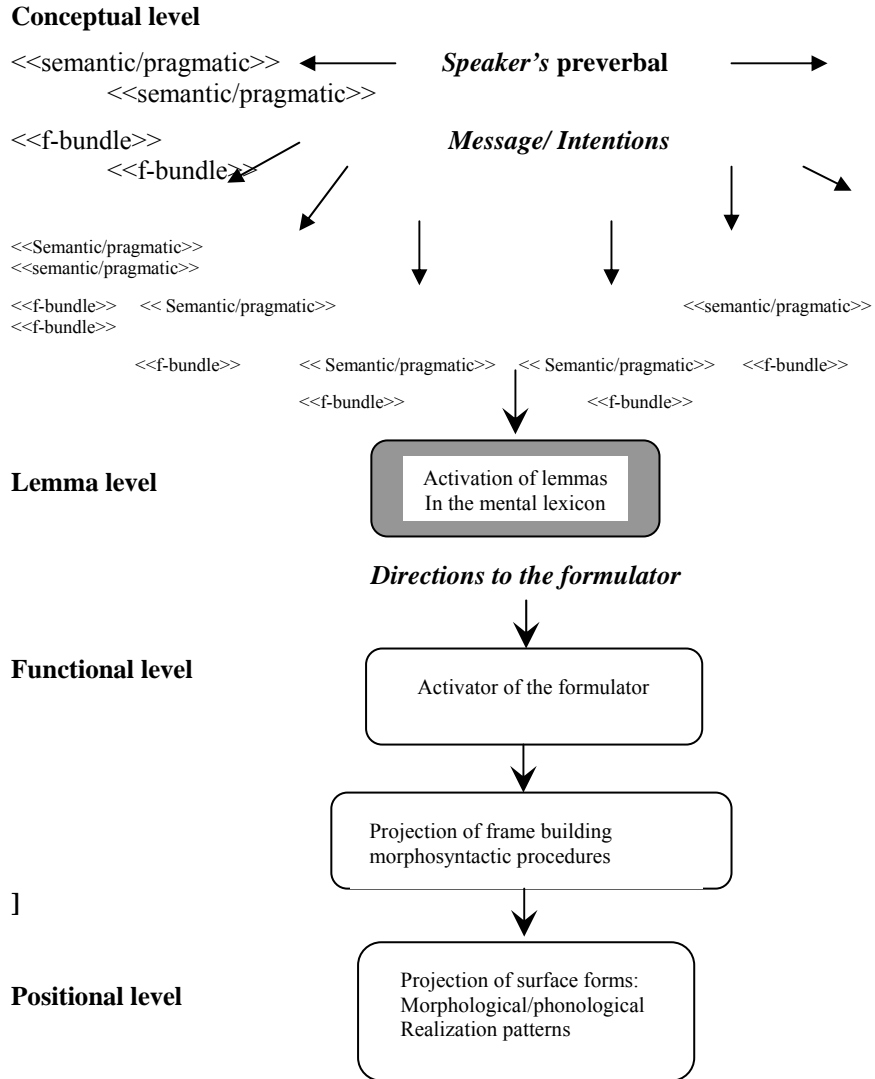 Conceptual level
<<semantic/pragmatic>> Speaker's preverbal
<<semantic/pragmatic>>
<<f-bundle>> Message/ Intentions
<<f-bundle>>
<<Semantic/pragmatic>>
<<semantic/pragmatic>>
<<f-bundle>> << Semantic/pragmatic>> <<semantic/pragmatic>>
<<f-bundle>>
<<f-bundle>> << Semantic/pragmatic>> << Semantic/pragmatic>> <<f-bundle>>
<<f-bundle>> <<f-bundle>>
Lemma level
Activation of lemmas
In the mental lexicon
Directions to the formulator
Functional level
Activator of the formulator
Projection of frame building
morphosyntactic procedures
]
Positional level
Projection of surface forms:
Morphological/phonological
Realization patterns